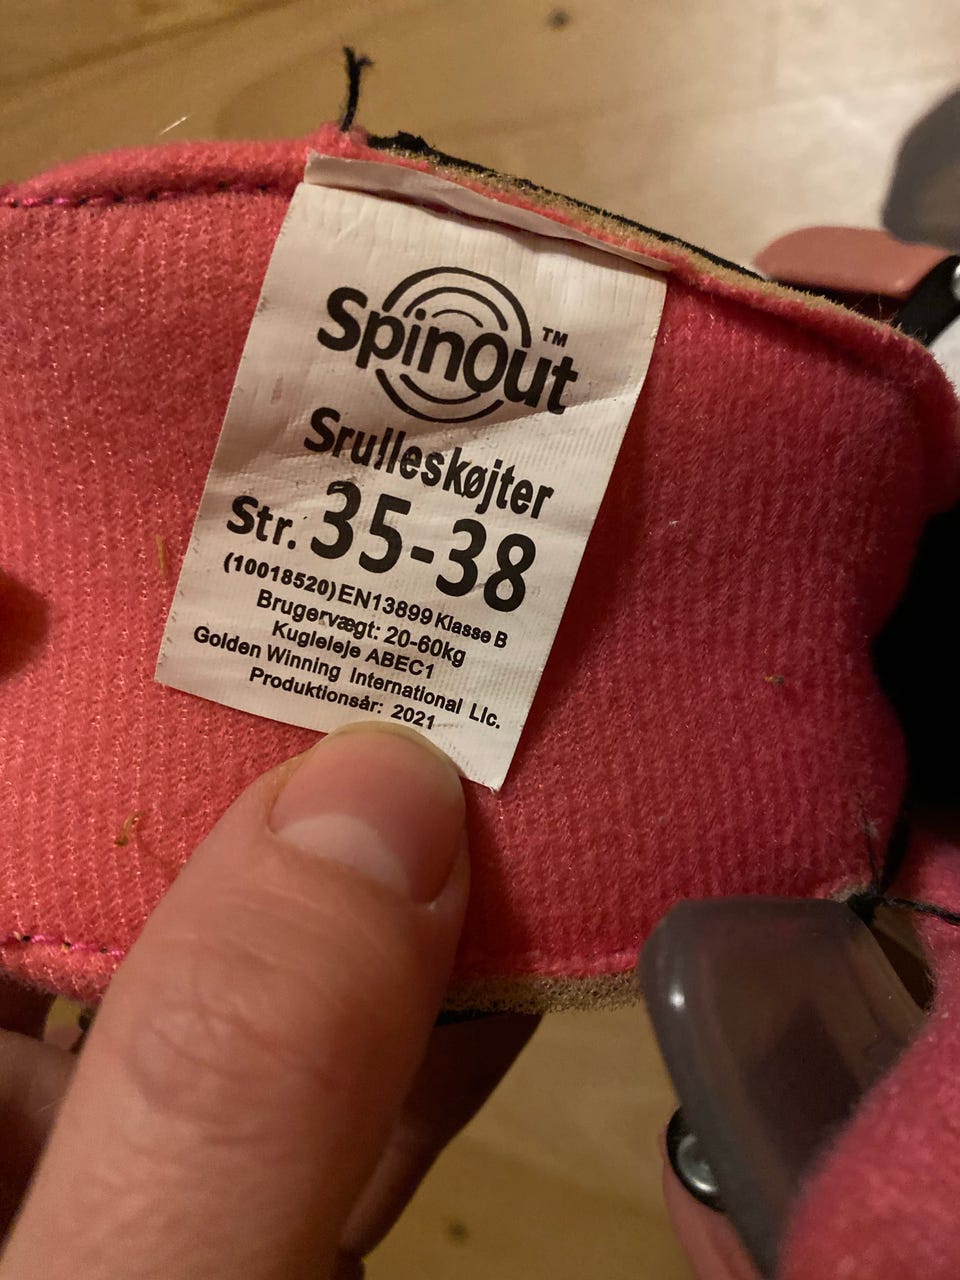 SpinOut™
Srulleskøjter
Str. 35-38
(10018520) EN13899 Klasse B
Brugervægt: 20-60kg
Kugleleje ABEC1
Golden Winning International Llc.
Produktionsår: 2021